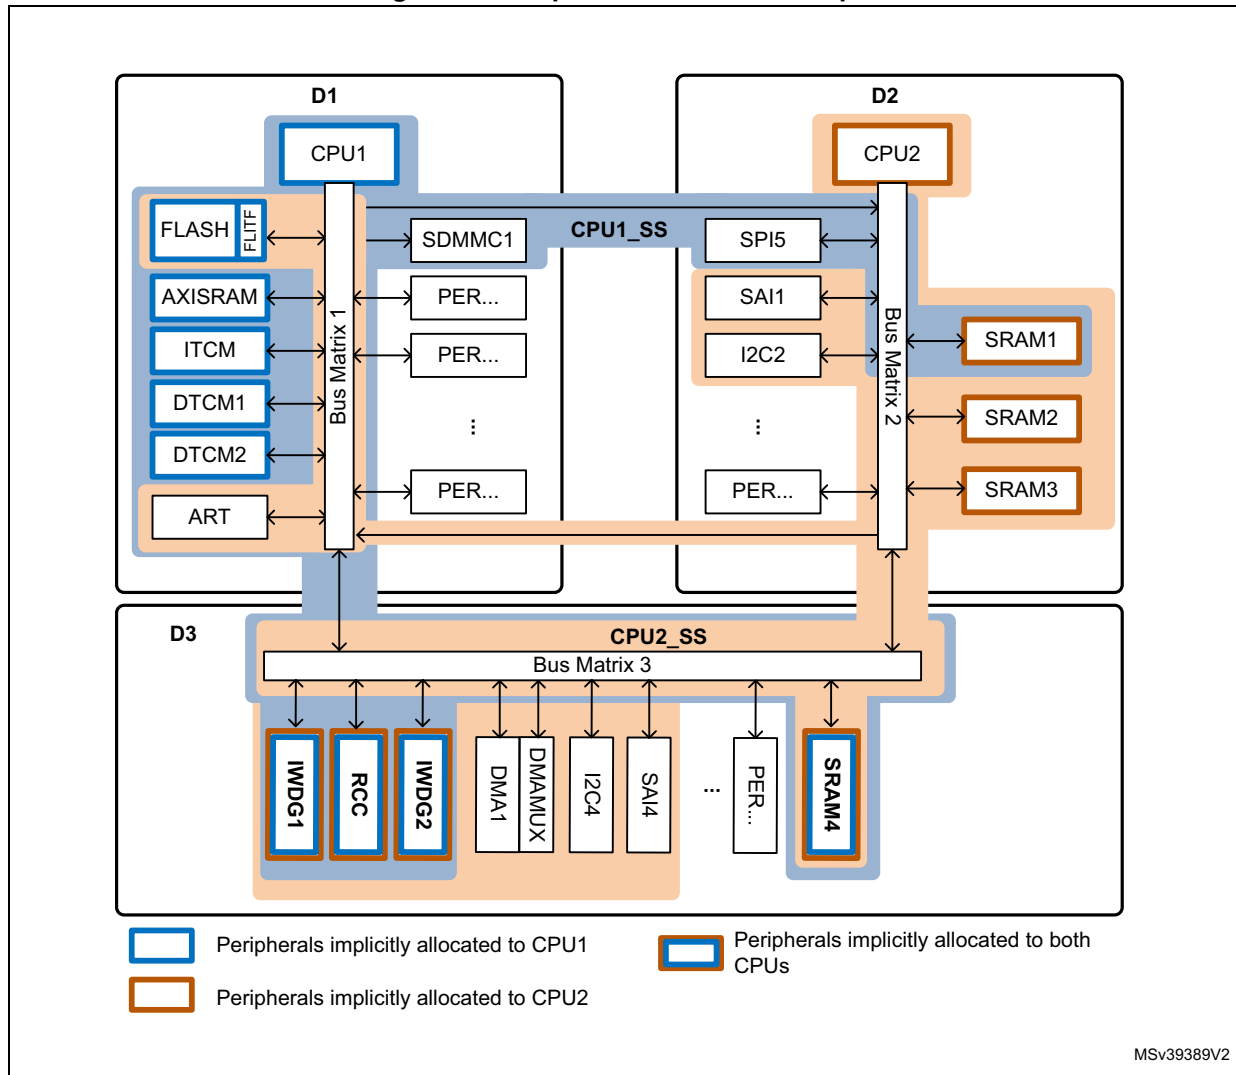 D1
D2
CPU1
CPU2
FLASH
FLITF
SDMMC1
CPU1_SS
SPI5
AXISRAM
PER...
SAI1
ITCM
PER...
I2C2
SRAM1
Bus Matrix 1
Bus Matrix 2
DTCM1
SRAM2
...
...
DTCM2
PER...
PER...
SRAM3
ART
D3
CPU2_SS
Bus Matrix 3
IWDG1
RCC
IWDG2
DMA1
DMAMUX
I2C4
SAI4
...
PER...
SRAM4
Peripherals implicitly allocated to CPU1
Peripherals implicitly allocated to both
CPUs
Peripherals implicitly allocated to CPU2
MSv39389V2